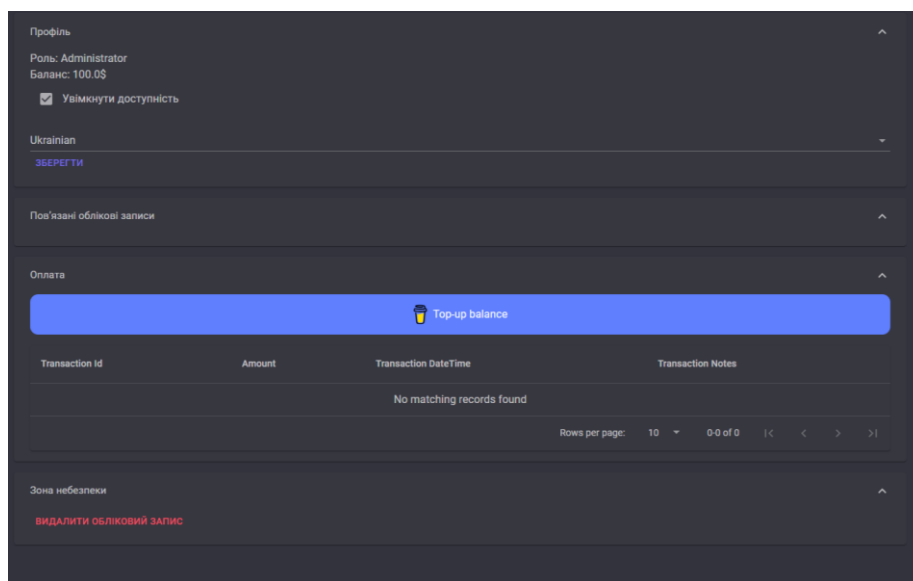 Профіль
Роль: Administrator
Баланс: 100.0$
Увімкнути доступність
Ukrainian
ЗБЕРЕГТИ
Пов'язані облікові записи
Оплата
Top-up balance
Transaction Id Amount Transaction DateTime Transaction Notes
No matching records found
Rows per page: 10 0-0 of 0
Зона небезпеки
ВИДАЛИТИ ОБЛІКОВИЙ ЗАПИС